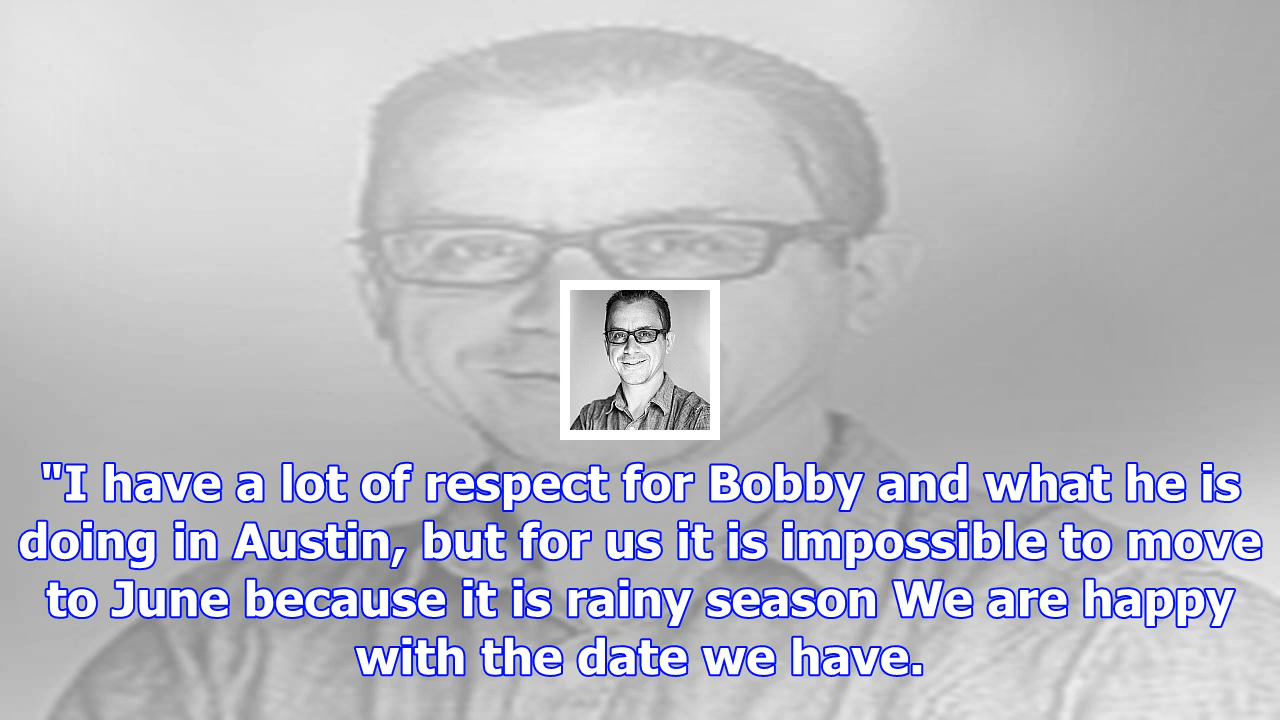 "I have a lot of respect for Bobby and what he is
doing in Austin, but for us it is impossible to move
to June because it is rainy season We are happy
with the date we have.